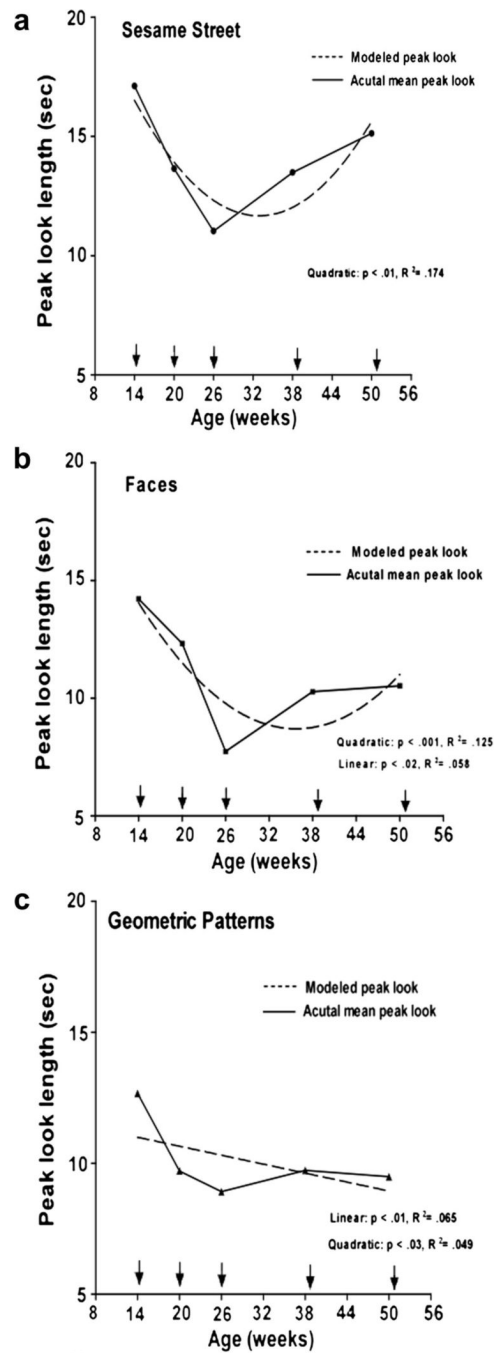 a
Sesame Street
Modeled peak look
Acutal mean peak look
Peak look length (sec)
20
15
10
5
Quadratic: p < .01, R²= .174
8 14 20 26 32 38 44 50 56
Age (weeks)
b
Faces
Modeled peak look
Acutal mean peak look
Peak look length (sec)
20
15
10
5
Quadratic: p < .001, R²= .125
Linear: p < .02, R²= .058
8 14 20 26 32 38 44 50 56
Age (weeks)
c
Geometric Patterns
Modeled peak look
Acutal mean peak look
Peak look length (sec)
20
15
10
5
Linear: p < .01, R²= .065
Quadratic: p < .03, R²= .049
8 14 20 26 32 38 44 50 56
Age (weeks)